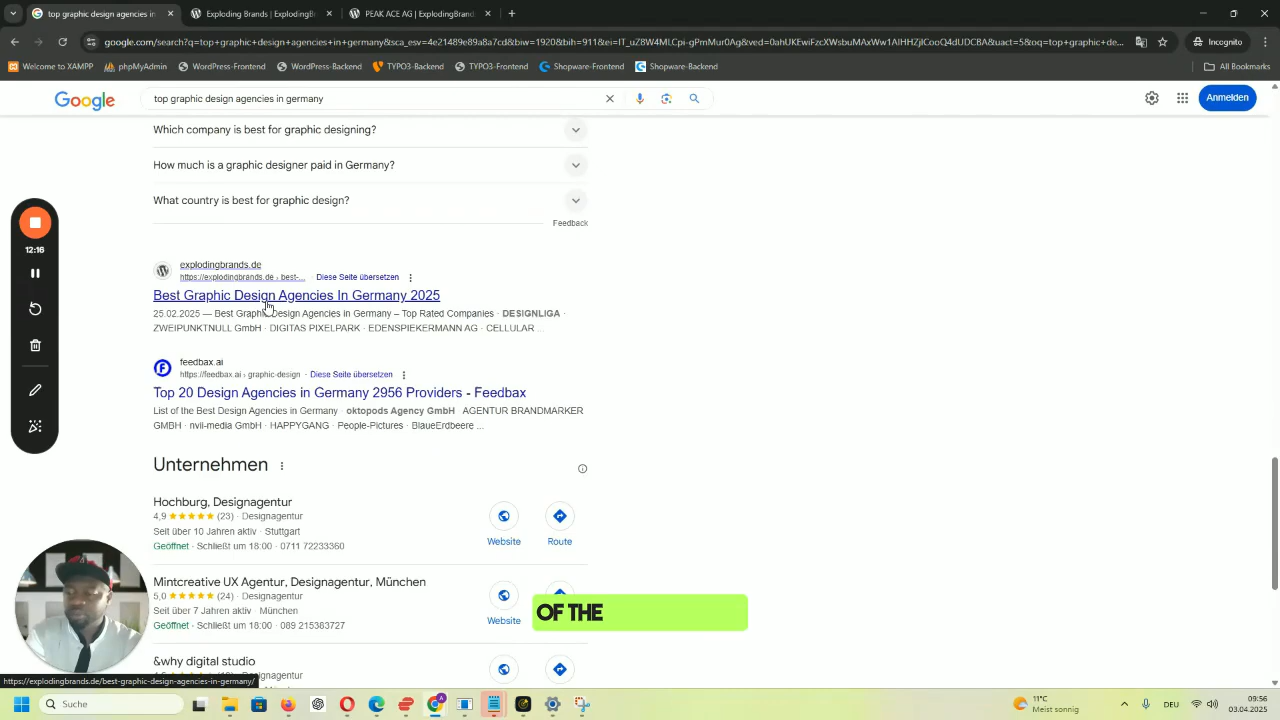 top graphic design agencies in
Exploding Brands | ExplodingB
PEAK ACE AG | ExplodingBrand
google.com/search?q=top+graphic+design+agencies+in+germany&sca_esv=4e21489e89a8a7cd&biw=1920&bih=911&ei=IT_uZ8W4MLCpi-gPmMur0Ag&ved=0ahUKEwiFzcXWsbuMAxWw1AIHHZjlCooQ4dUDCBA&uact=5&oq=top+graphic+de...
Incognito
Welcome to XAMPP
phpMyAdmin
WordPress-Frontend
WordPress-Backend
TYPO3-Backend
TYPO3-Frontend
Shopware-Frontend
Shopware-Backend
All Bookmarks
Google
top graphic design agencies in germany
Anmelden
Which company is best for graphic designing?
How much is a graphic designer paid in Germany?
What country is best for graphic design?
Feedback
12:16
explodingbrands.de
https://explodingbrands.de › best-... · Diese Seite übersetzen
Best Graphic Design Agencies In Germany 2025
25.02.2025 — Best Graphic Design Agencies in Germany – Top Rated Companies · DESIGNLIGA ·
ZWEIPUNKTNULL GmbH · DIGITAS PIXELPARK · EDENSPIEKERMANN AG · CELLULAR ...
feedbax.ai
https://feedbax.ai › graphic-design · Diese Seite übersetzen
Top 20 Design Agencies in Germany 2956 Providers - Feedbax
List of the Best Design Agencies in Germany · oktopods Agency GmbH · AGENTUR BRANDMARKER
GMBH · nvii-media GmbH · HAPPYGANG · People-Pictures · BlaueErdbeere ...
Unternehmen
Hochburg, Designagentur
4,9 (23) · Designagentur
Seit über 10 Jahren aktiv · Stuttgart
Geöffnet · Schließt um 18:00 · 0711 72233360
Website
Route
Mintcreative UX Agentur, Designagentur, München
5,0 (24) · Designagentur
Seit über 7 Jahren aktiv · München
Geöffnet · Schließt um 18:00 · 089 215383727
Website
OF THE
&why digital studio
Designagentur
https://explodingbrands.de/best-graphic-design-agencies-in-germany/
Suche
11°C
Meist sonnig
DEU
09:56
03.04.2025